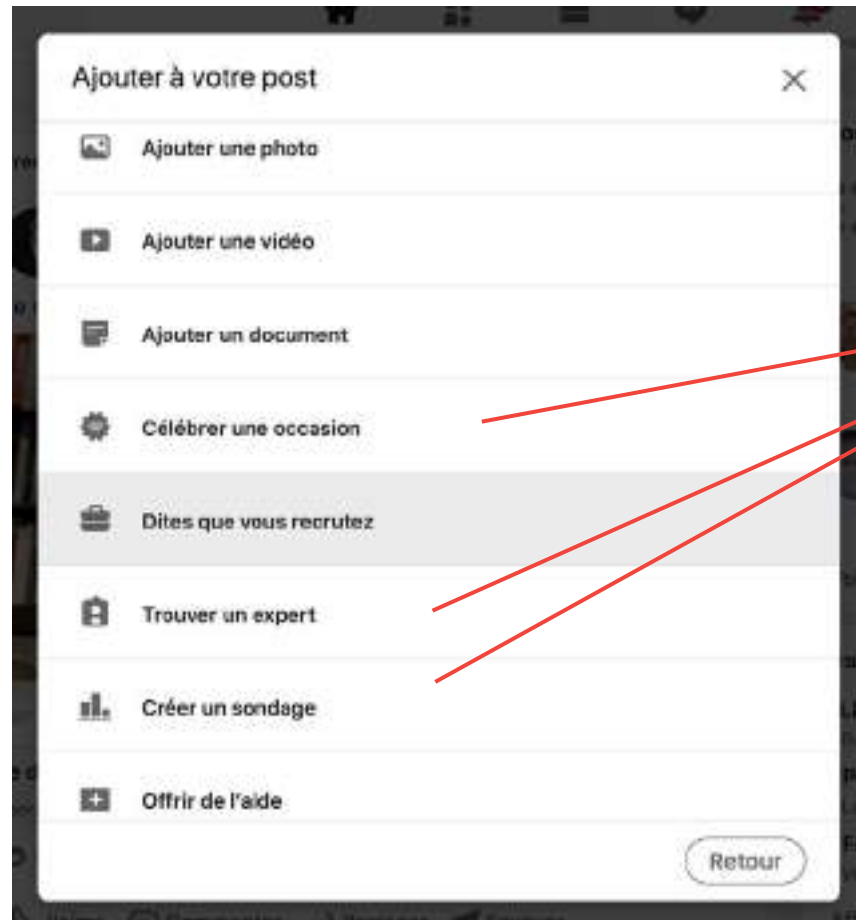 Ajouter à votre post
Ajouter une photo
Ajouter une vidéo
Ajouter un document
Célébrer une occasion
Dites que vous recrutez
Trouver un expert
Créer un sondage
Offrir de l'aide
Retour